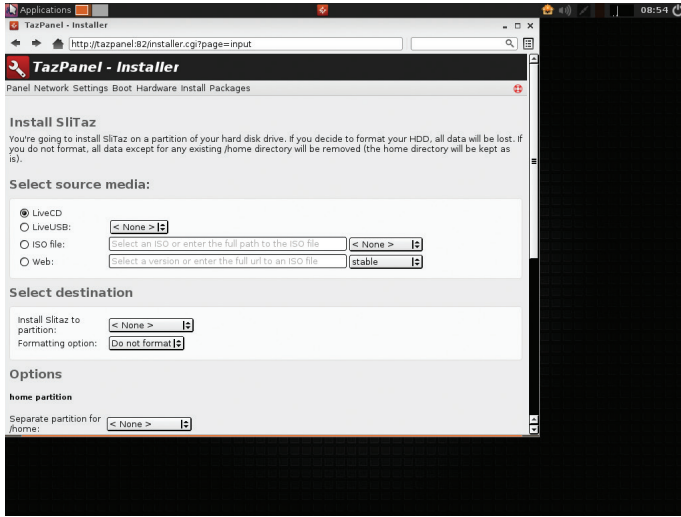 Applications
08:54
TazPanel - Installer
http://tazpanel:82/installer.cgi?page=input
TazPanel - Installer
Panel Network Settings Boot Hardware Install Packages
Install SliTaz
You're going to install SliTaz on a partition of your hard disk drive. If you decide to format your HDD, all data will be lost. If
you do not format, all data except for any existing /home directory will be removed (the home directory will be kept as
is).
Select source media:
LiveCD
LiveUSB: < None >
ISO file: Select an ISO or enter the full path to the ISO file < None >
Web: Select a version or enter the full url to an ISO file stable
Select destination
Install Slitaz to
partition: < None >
Formatting option: Do not format
Options
home partition
Separate partition for
/home: < None >